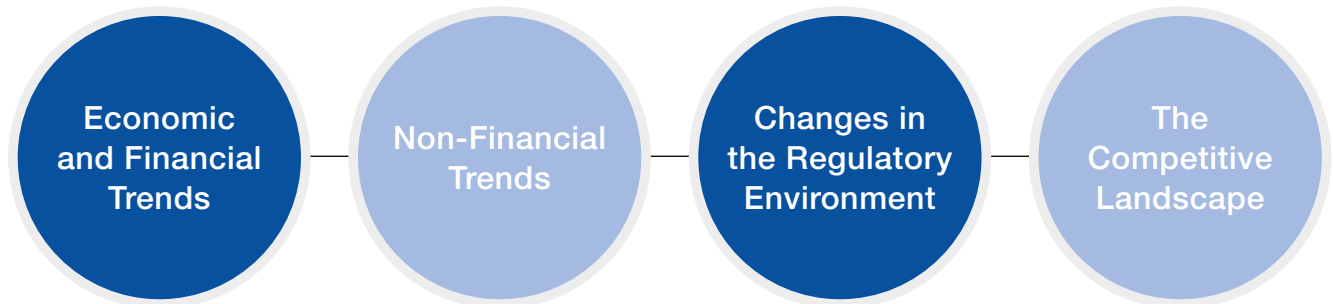 Economic
and Financial
Trends
Non-Financial
Trends
Changes in
the Regulatory
Environment
The
Competitive
Landscape